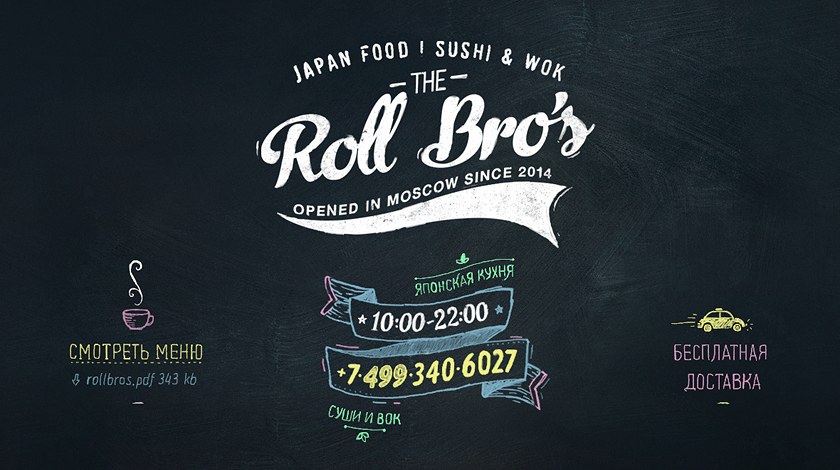 JAPAN FOOD | SUSHI & WOK
THE
Roll Bro's
OPENED IN MOSCOW SINCE 2014
ЯПОНСКАЯ КУХНЯ
10:00-22:00
+7·499·340·6027
СУШИ И ВОК
СМОТРЕТЬ МЕНЮ
rollbros.pdf 343 kb
БЕСПЛАТНАЯ
ДОСТАВКА